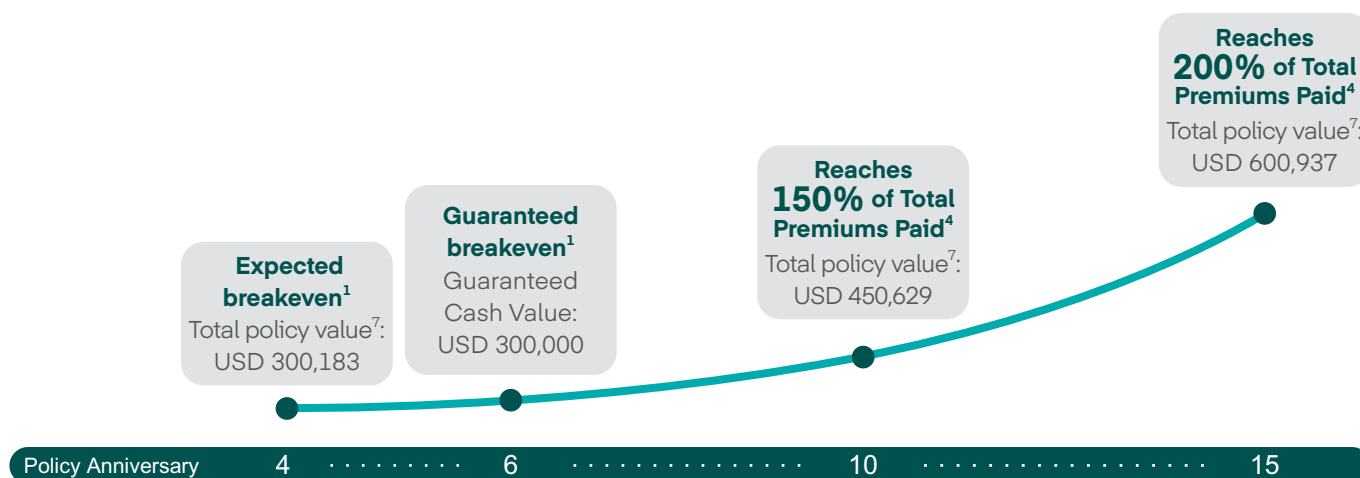 Expected
breakeven¹
Total policy value⁷:
USD 300,183
Guaranteed
breakeven¹
Guaranteed
Cash Value:
USD 300,000
Reaches
150% of Total
Premiums Paid⁴
Total policy value⁷:
USD 450,629
Reaches
200% of Total
Premiums Paid⁴
Total policy value⁷:
USD 600,937
Policy Anniversary 4 . . . . . . . . . 6 . . . . . . . . . . . . . . . 10 . . . . . . . . . . . . . . . . . . 15